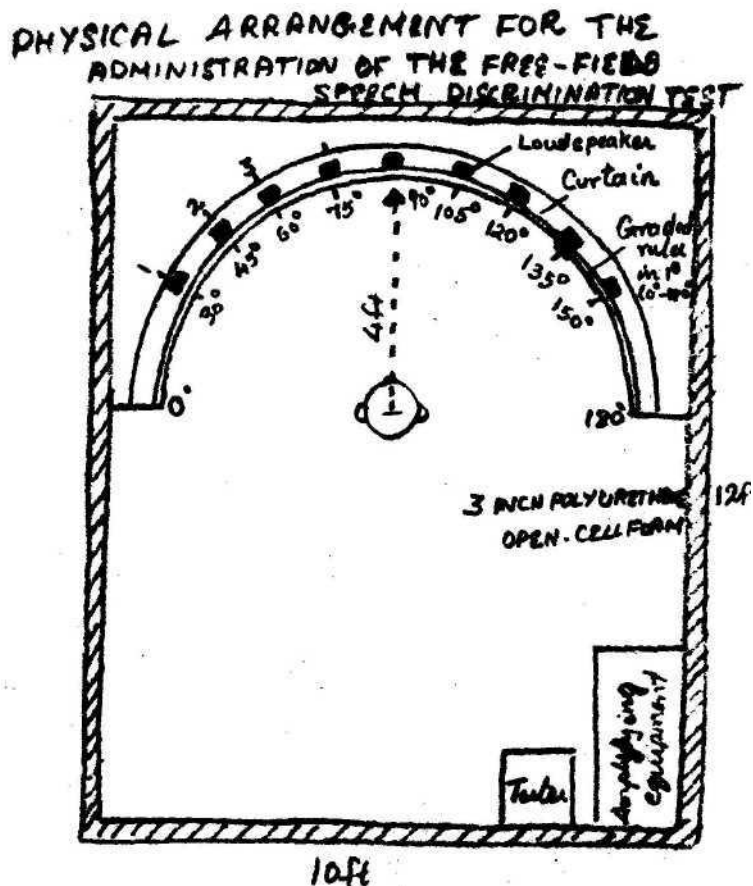 PHYSICAL ARRANGEMENT FOR THE
ADMINISTRATION OF THE FREE-FIELD
SPEECH DISCRIMINATION TEST
Loudspeaker
Curtain
Graded
rule
in 1°
3
2
30°
45°
60°
75°
90°
105°
120°
135°
150°
4ft
0°
180°
3 INCH POLYURETHANE
OPEN-CELL FOAM
12ft
Amplifying
equipment
10ft